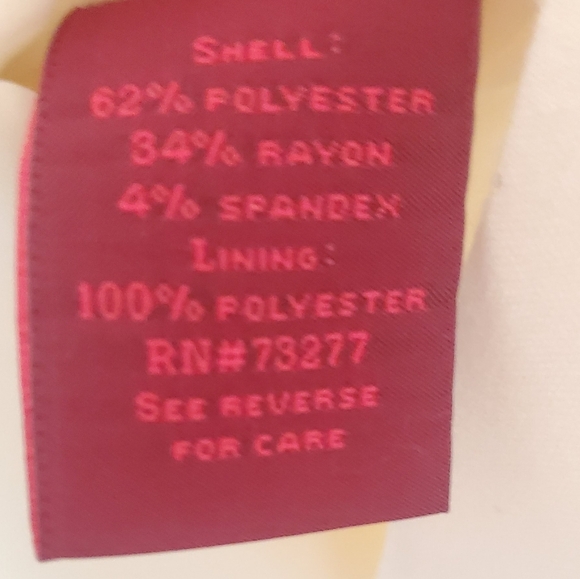 SHELL:
62% POLYESTER
34% RAYON
4% SPANDEX
LINING:
100% POLYESTER
RN#73277
SEE REVERSE
FOR CARE